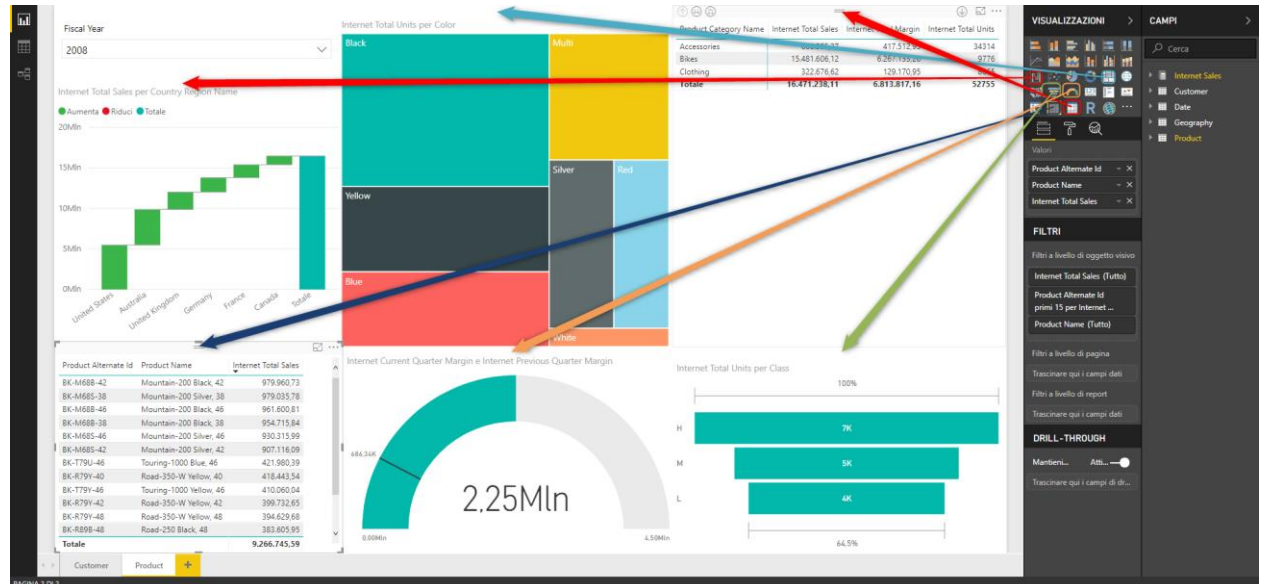 Fiscal Year
2008
Internet Total Sales per Country Region Name
Aumenta Riduci Totale
20Mln
15Mln
10Mln
5Mln
0Mln
United States
Australia
United Kingdom
Germany
France
Canada
Totale
Internet Total Units per Color
Black
Multi
Yellow
Silver
Red
Blue
White
Product Category Name Internet Total Sales Internet Total Margin Internet Total Units
Accessories 417.512,95 34314
Bikes 15.481.606,12 9776
Clothing 322.676,62 129.170,95
Totale 16.471.238,11 6.813.817,16 52755
Product Alternate Id Product Name Internet Total Sales
BK-M68B-42 Mountain-200 Black, 42 979.960,73
BK-M68S-38 Mountain-200 Silver, 38 979.035,78
BK-M68B-46 Mountain-200 Black, 46 961.600,81
BK-M68B-38 Mountain-200 Black, 38 954.715,84
BK-M68S-46 Mountain-200 Silver, 46 930.315,99
BK-M68S-42 Mountain-200 Silver, 42 907.116,09
BK-T79U-46 Touring-1000 Blue, 46 421.980,39
BK-R79Y-40 Road-350-W Yellow, 40 418.443,54
BK-T79Y-46 Touring-1000 Yellow, 46 410.060,04
BK-R79Y-42 Road-350-W Yellow, 42 399.732,65
BK-R79Y-48 Road-350-W Yellow, 48 394.629,68
BK-R89B-48 Road-250 Black, 48 383.605,95
Totale 9.266.745,59
Internet Current Quarter Margin e Internet Previous Quarter Margin
686,34K
2,25Mln
0,00Mln
4,50Mln
Internet Total Units per Class
100%
H 7K
M 5K
L 4K
64,5%
Customer Product +
PAGINA 2 DI 2
VISUALIZZAZIONI
R
Valori
Product Alternate Id
Product Name
Internet Total Sales
FILTRI
Filtri a livello di oggetto visivo
Internet Total Sales (Tutto)
Product Alternate Id
primi 15 per Internet ...
Product Name (Tutto)
Filtri a livello di pagina
Trascinare qui i campi dati
Filtri a livello di report
Trascinare qui i campi dati
DRILL-THROUGH
Mantieni... Atti...
Trascinare qui i campi di dr...
CAMPI
Cerca
Internet Sales
Customer
Date
Geography
Product